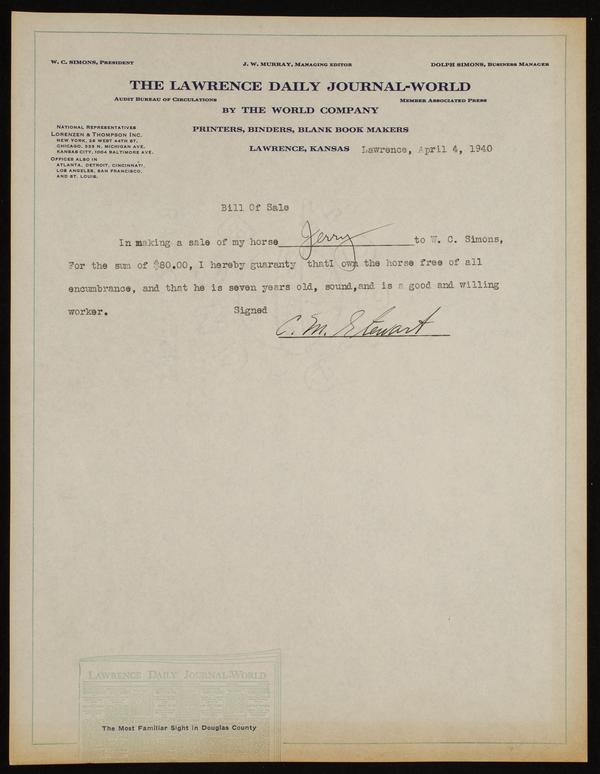 W. C. SIMONS, PRESIDENT J. W. MURRAY, MANAGING EDITOR DOLPH SIMONS, BUSINESS MANAGER
THE LAWRENCE DAILY JOURNAL-WORLD
AUDIT BUREAU OF CIRCULATIONS MEMBER ASSOCIATED PRESS
BY THE WORLD COMPANY
NATIONAL REPRESENTATIVES
LORENZEN & THOMPSON INC.
NEW YORK, 28 WEST 44TH ST.
CHICAGO, 333 N. MICHIGAN AVE.
KANSAS CITY, 1004 BALTIMORE AVE.
OFFICES ALSO IN
ATLANTA, DETROIT, CINCINNATI,
LOS ANGELES, SAN FRANCISCO,
AND ST. LOUIS.
PRINTERS, BINDERS, BLANK BOOK MAKERS
LAWRENCE, KANSAS Lawrence, April 4, 1940
Bill Of Sale
In making a sale of my horse Jerry to W. C. Simons,
For the sum of $80.00, I hereby guaranty thatI own the horse free of all
encumbrance, and that he is seven years old, sound,and is a good and willing
worker. Signed
C. M. Stewart
LAWRENCE DAILY JOURNAL-WORLD
The Most Familiar Sight in Douglas County